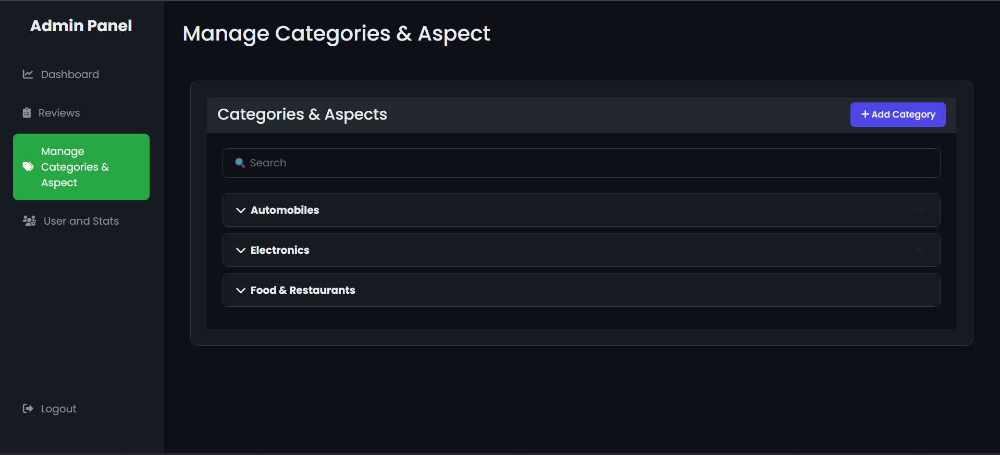 Admin Panel
Dashboard
Reviews
Manage
Categories &
Aspect
User and Stats
Logout
Manage Categories & Aspect
Categories & Aspects
+ Add Category
Search
Automobiles
Electronics
Food & Restaurants